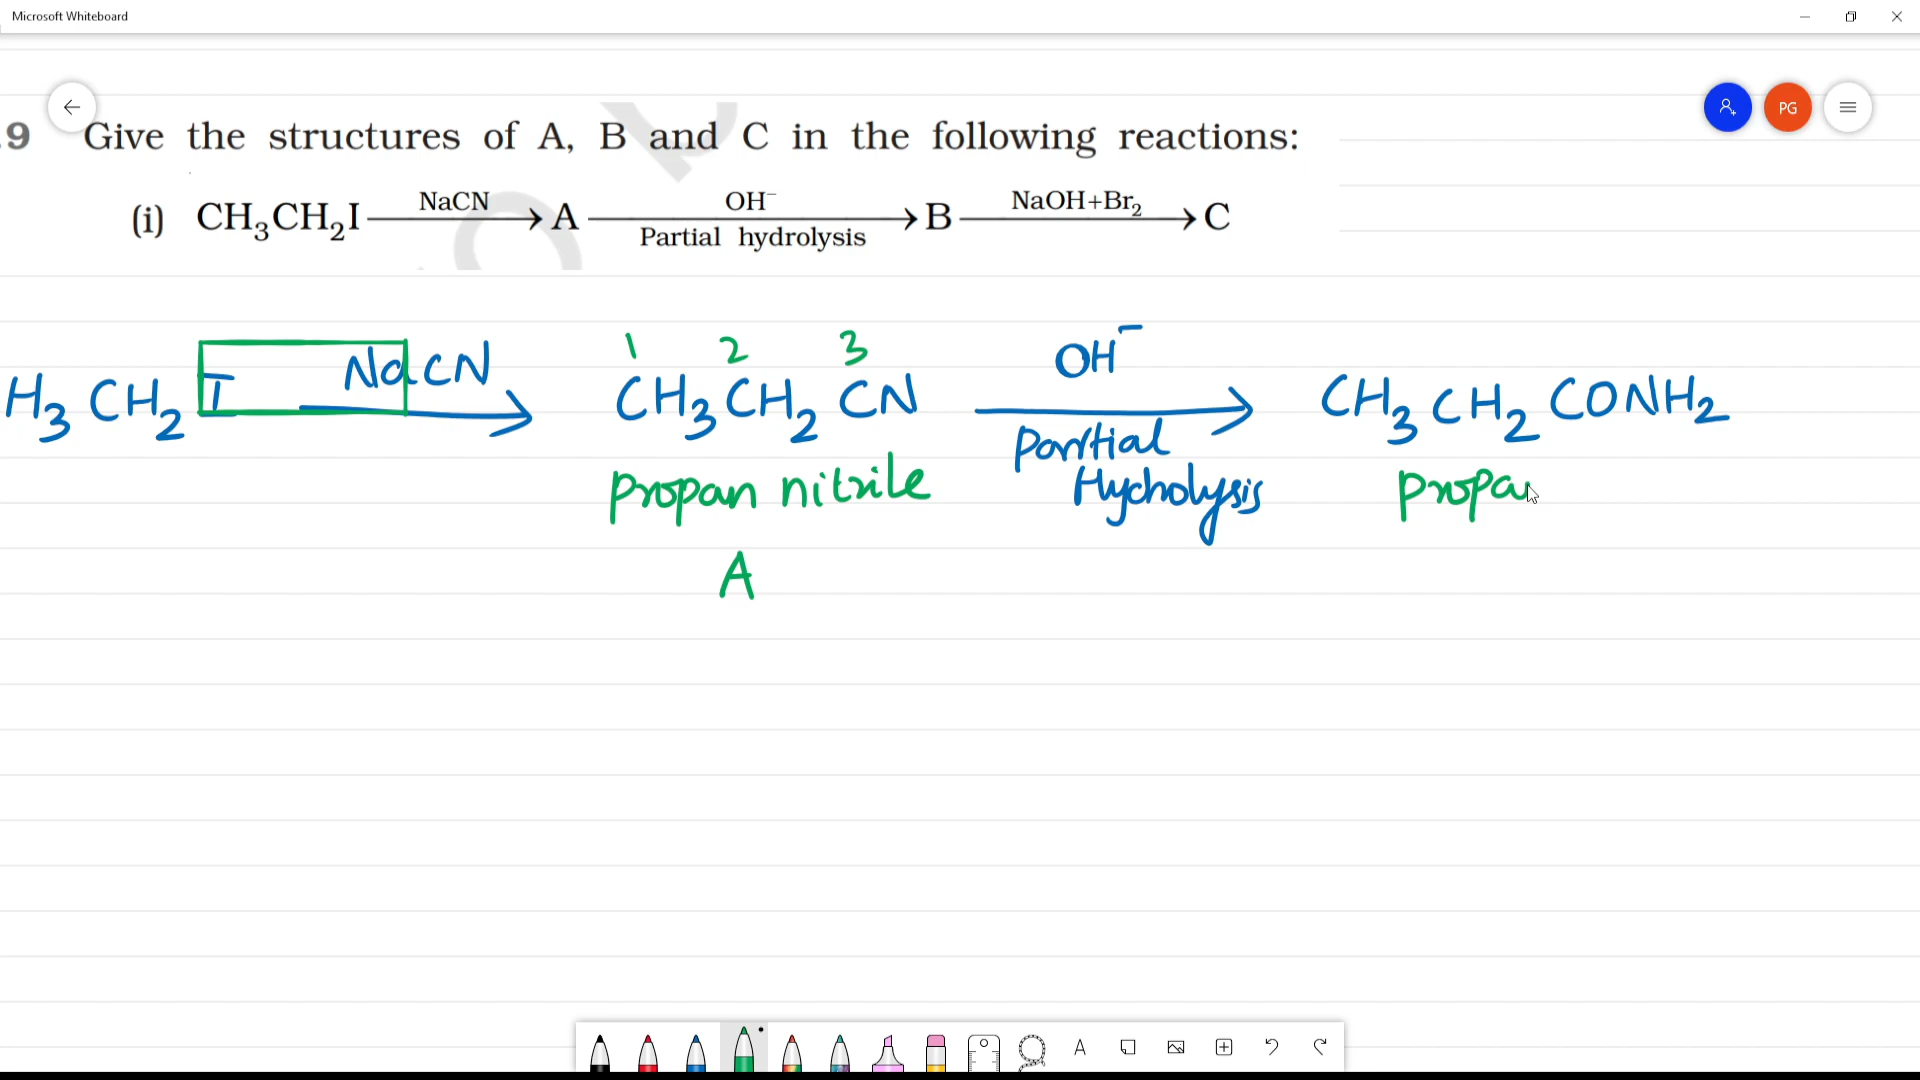 Microsoft Whiteboard
PG
.9 Give the structures of A, B and C in the following reactions:
(i) CH₃CH₂I —NaCN→ A —OH⁻ Partial hydrolysis→ B —NaOH+Br₂→ C
1 2 3
H₃ CH₂ I NaCN → CH₃ CH₂ CN OH⁻ Partial Hydrolysis → CH₃ CH₂ CONH₂
propan nitrile propan
A